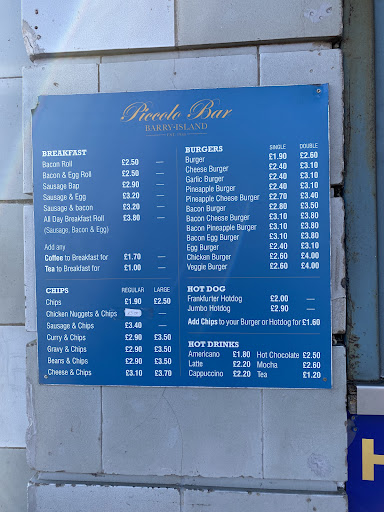 Piccolo Bar
BARRY-ISLAND
BREAKFAST
Bacon Roll £2.50 —
Bacon & Egg Roll £2.50 —
Sausage Bap £2.90 —
Sausage & Egg £3.20 —
Sausage & bacon £3.20 —
All Day Breakfast Roll £3.80 —
(Sausage, Bacon & Egg)
Add any
Coffee to Breakfast for £1.70 —
Tea to Breakfast for £1.00 —
CHIPS REGULAR LARGE
Chips £1.90 £2.50
Chicken Nuggets & Chips —
Sausage & Chips £3.40 —
Curry & Chips £2.90 £3.50
Gravy & Chips £2.90 £3.50
Beans & Chips £2.90 £3.50
Cheese & Chips £3.10 £3.70
BURGERS SINGLE DOUBLE
Burger £1.90 £2.60
Cheese Burger £2.40 £3.10
Garlic Burger £2.40 £3.10
Pineapple Burger £2.40 £3.10
Pineapple Cheese Burger £2.70 £3.40
Bacon Burger £2.80 £3.50
Bacon Cheese Burger £3.10 £3.80
Bacon Pineapple Burger £3.10 £3.80
Bacon Egg Burger £3.10 £3.80
Egg Burger £2.40 £3.10
Chicken Burger £2.60 £4.00
Veggie Burger £2.60 £4.00
HOT DOG
Frankfurter Hotdog £2.00 —
Jumbo Hotdog £2.90 —
Add Chips to your Burger or Hotdog for £1.60
HOT DRINKS
Americano £1.80 Hot Chocolate £2.50
Latte £2.20 Mocha £2.60
Cappuccino £2.20 Tea £1.20
H